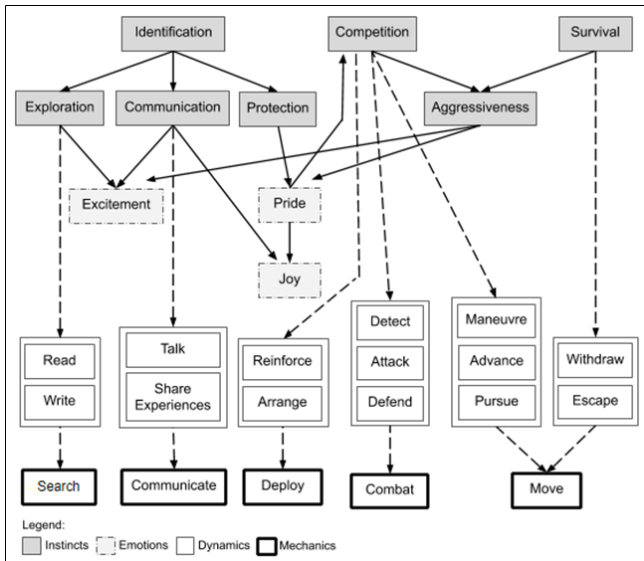 Identification
Competition
Survival
Exploration
Communication
Protection
Aggressiveness
Excitement
Pride
Joy
Read
Write
Talk
Share
Experiences
Reinforce
Arrange
Detect
Attack
Defend
Maneuvre
Advance
Pursue
Withdraw
Escape
Search
Communicate
Deploy
Combat
Move
Legend:
Instincts
Emotions
Dynamics
Mechanics